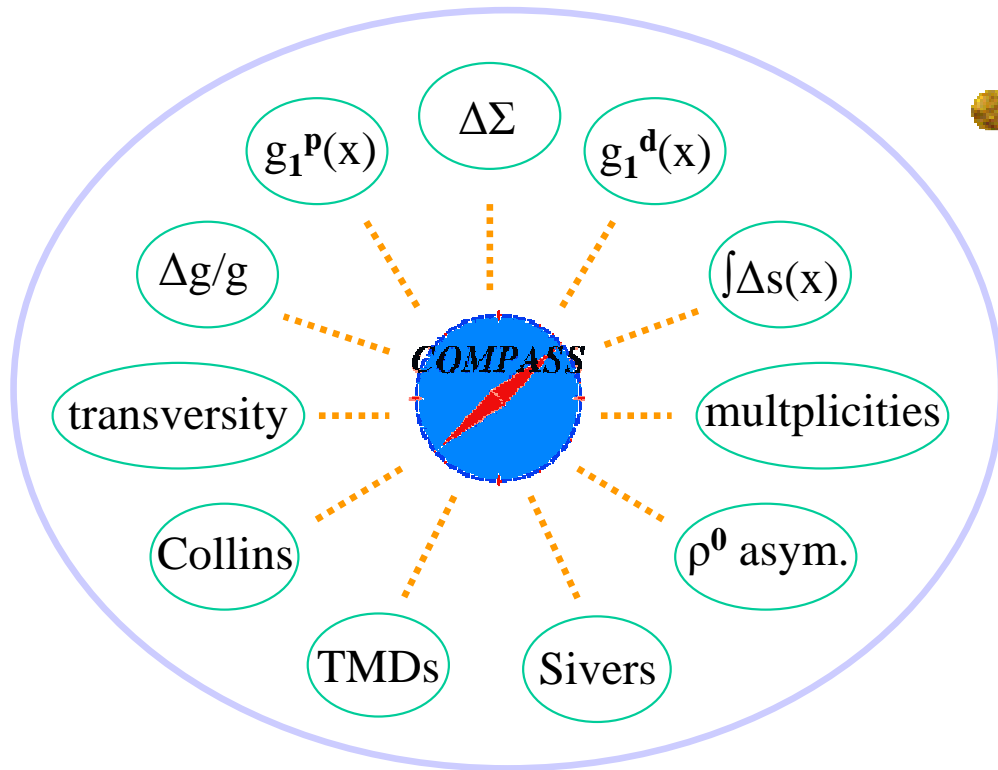 ΔΣ
g₁ᵖ(x)
g₁ᵈ(x)
Δg/g
∫Δs(x)
COMPASS
transversity
multplicities
Collins
ρ⁰ asym.
TMDs
Sivers